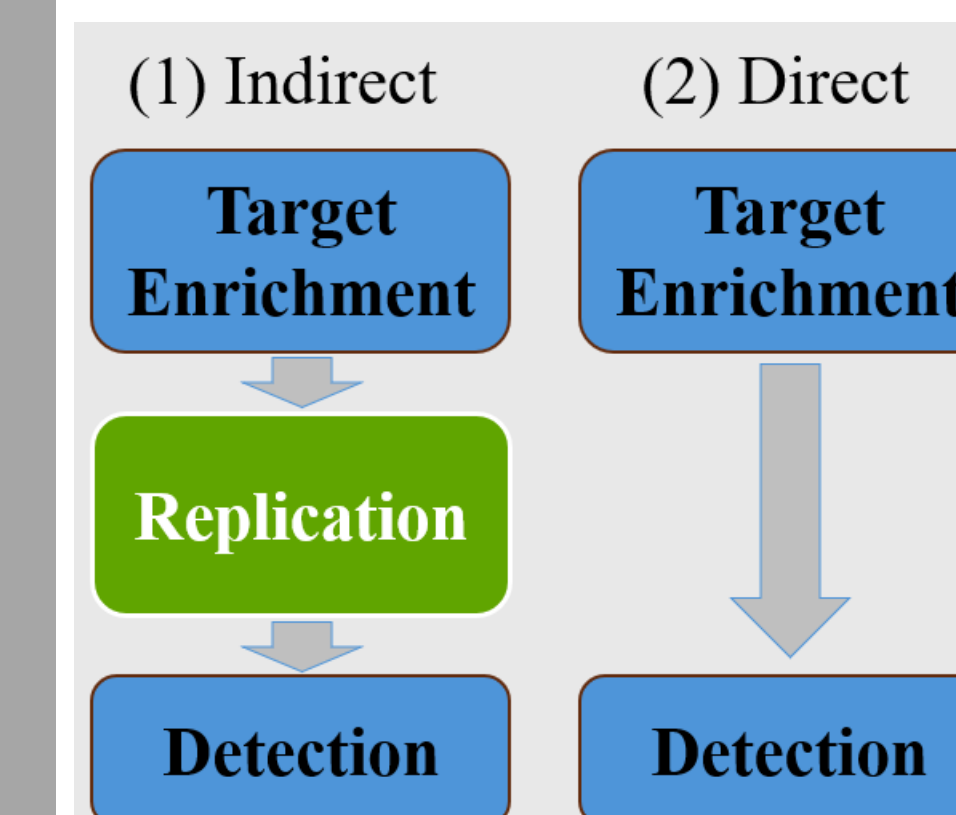 (1) Indirect
Target
Enrichment
Replication
Detection
(2) Direct
Target
Enrichment
Detection